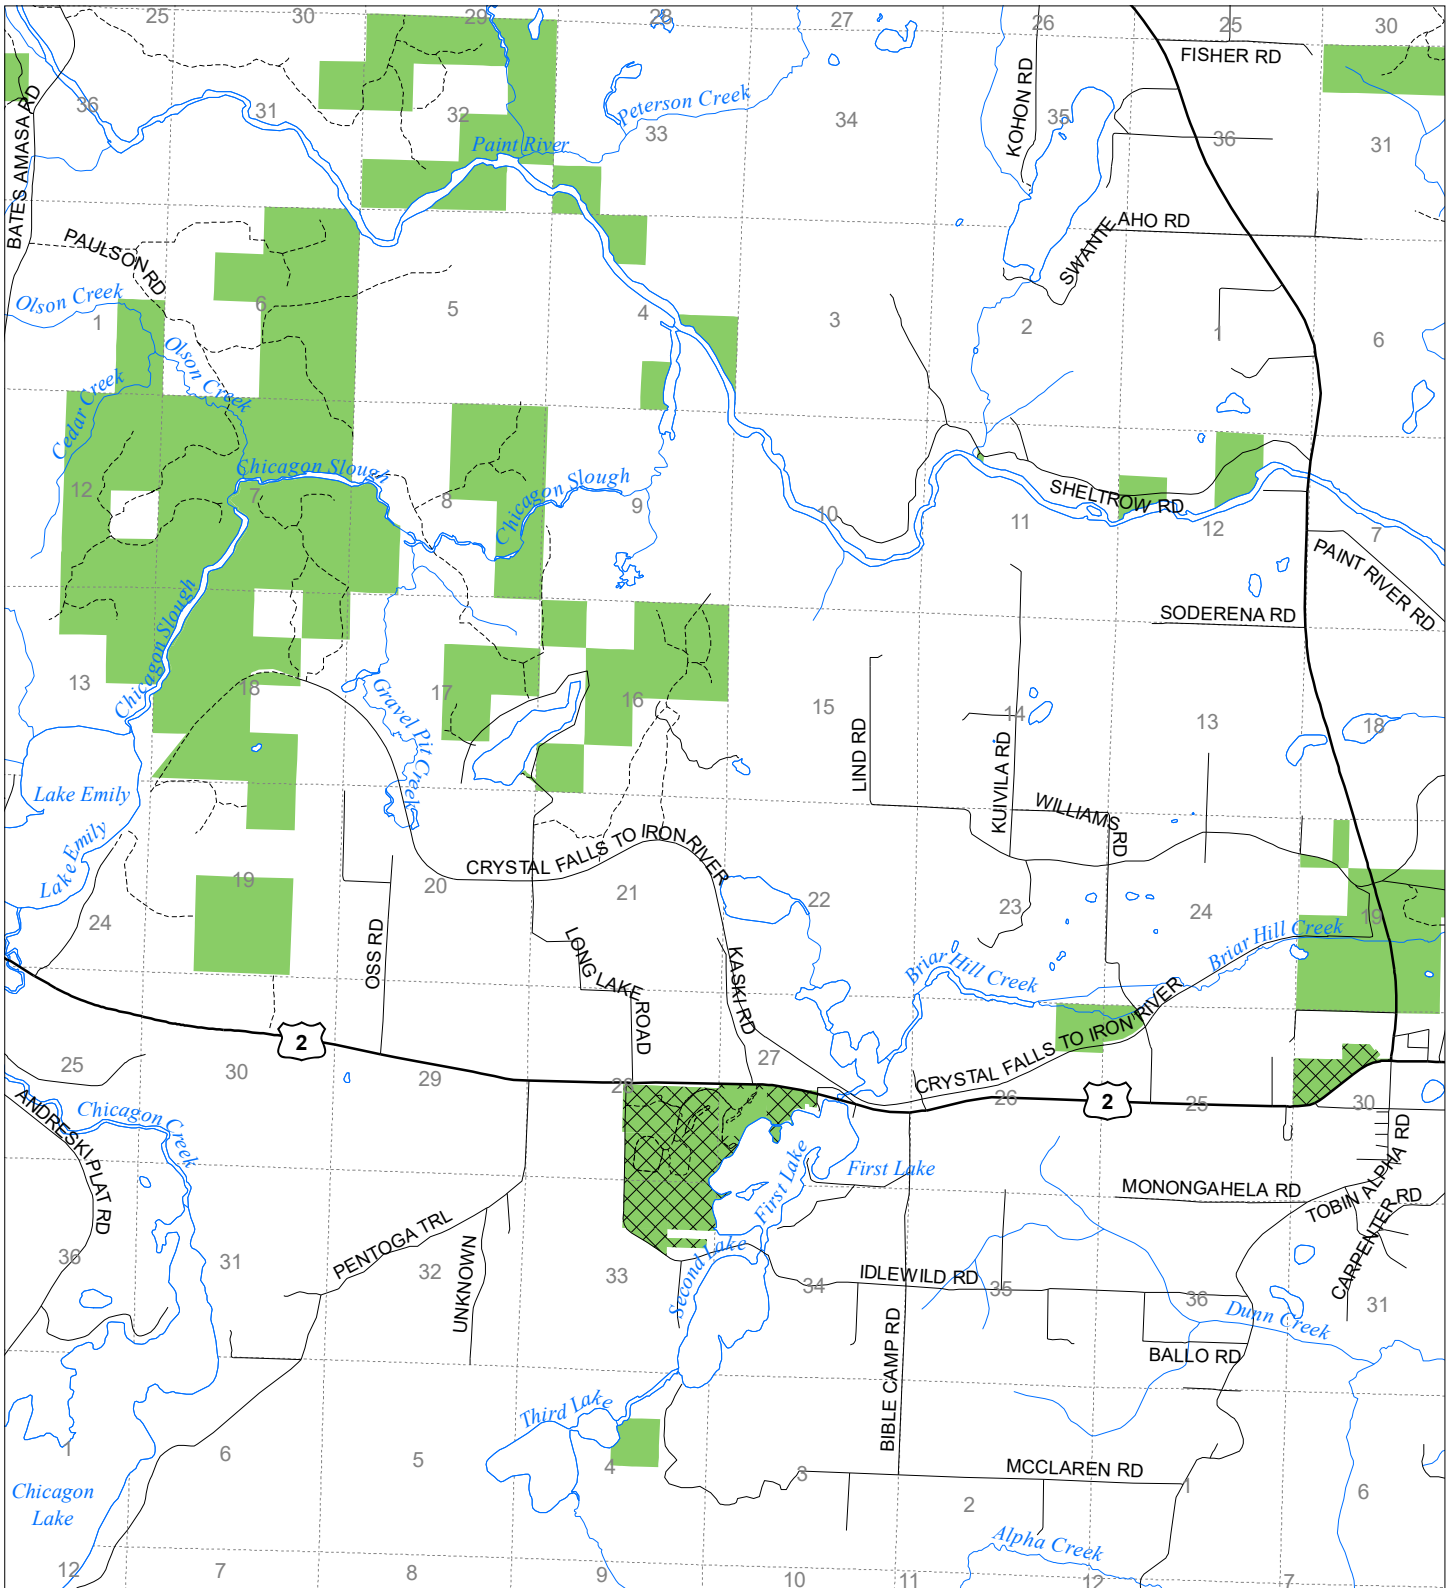 25
30
29
28
27
26
25
30
FISHER RD
36
31
32
Peterson Creek
33
34
KOHON RD
35
36
31
BATES AMASA RD
Paint River
PAULSON RD
AHO RD
SWANTE
Olson Creek
1
6
5
4
3
2
1
6
Olson Creek
Cedar Creek
Chicagon Slough
12
7
8
Chicagon Slough
9
10
11
SHELTROW RD
12
7
PAINT RIVER RD
SODERENA RD
Chicagon Slough
13
18
Gravel Pit Creek
17
16
15
LIND RD
14
KUIVILA RD
13
18
Lake Emily
Lake Emily
WILLIAMS
RD
CRYSTAL FALLS TO IRON RIVER
19
20
21
22
23
24
19
24
OSS RD
LONG LAKE
ROAD
KASKI RD
Briar Hill Creek
Briar Hill Creek
2
25
30
29
28
27
CRYSTAL FALLS TO IRON RIVER
26
2
25
30
ANDRESKI PLAT RD
Chicagon Creek
First Lake
First Lake
MONONGAHELA RD
TOBIN ALPHA RD
CARPENTER RD
PENTOGA TRL
UNKNOWN
36
31
32
33
Second Lake
34
IDLEWILD RD
35
36
31
Dunn Creek
BIBLE CAMP RD
BALLO RD
Third Lake
1
6
5
4
3
MCCLAREN RD
2
1
6
Chicagon
Lake
Alpha Creek
12
7
8
9
10
11
12
7